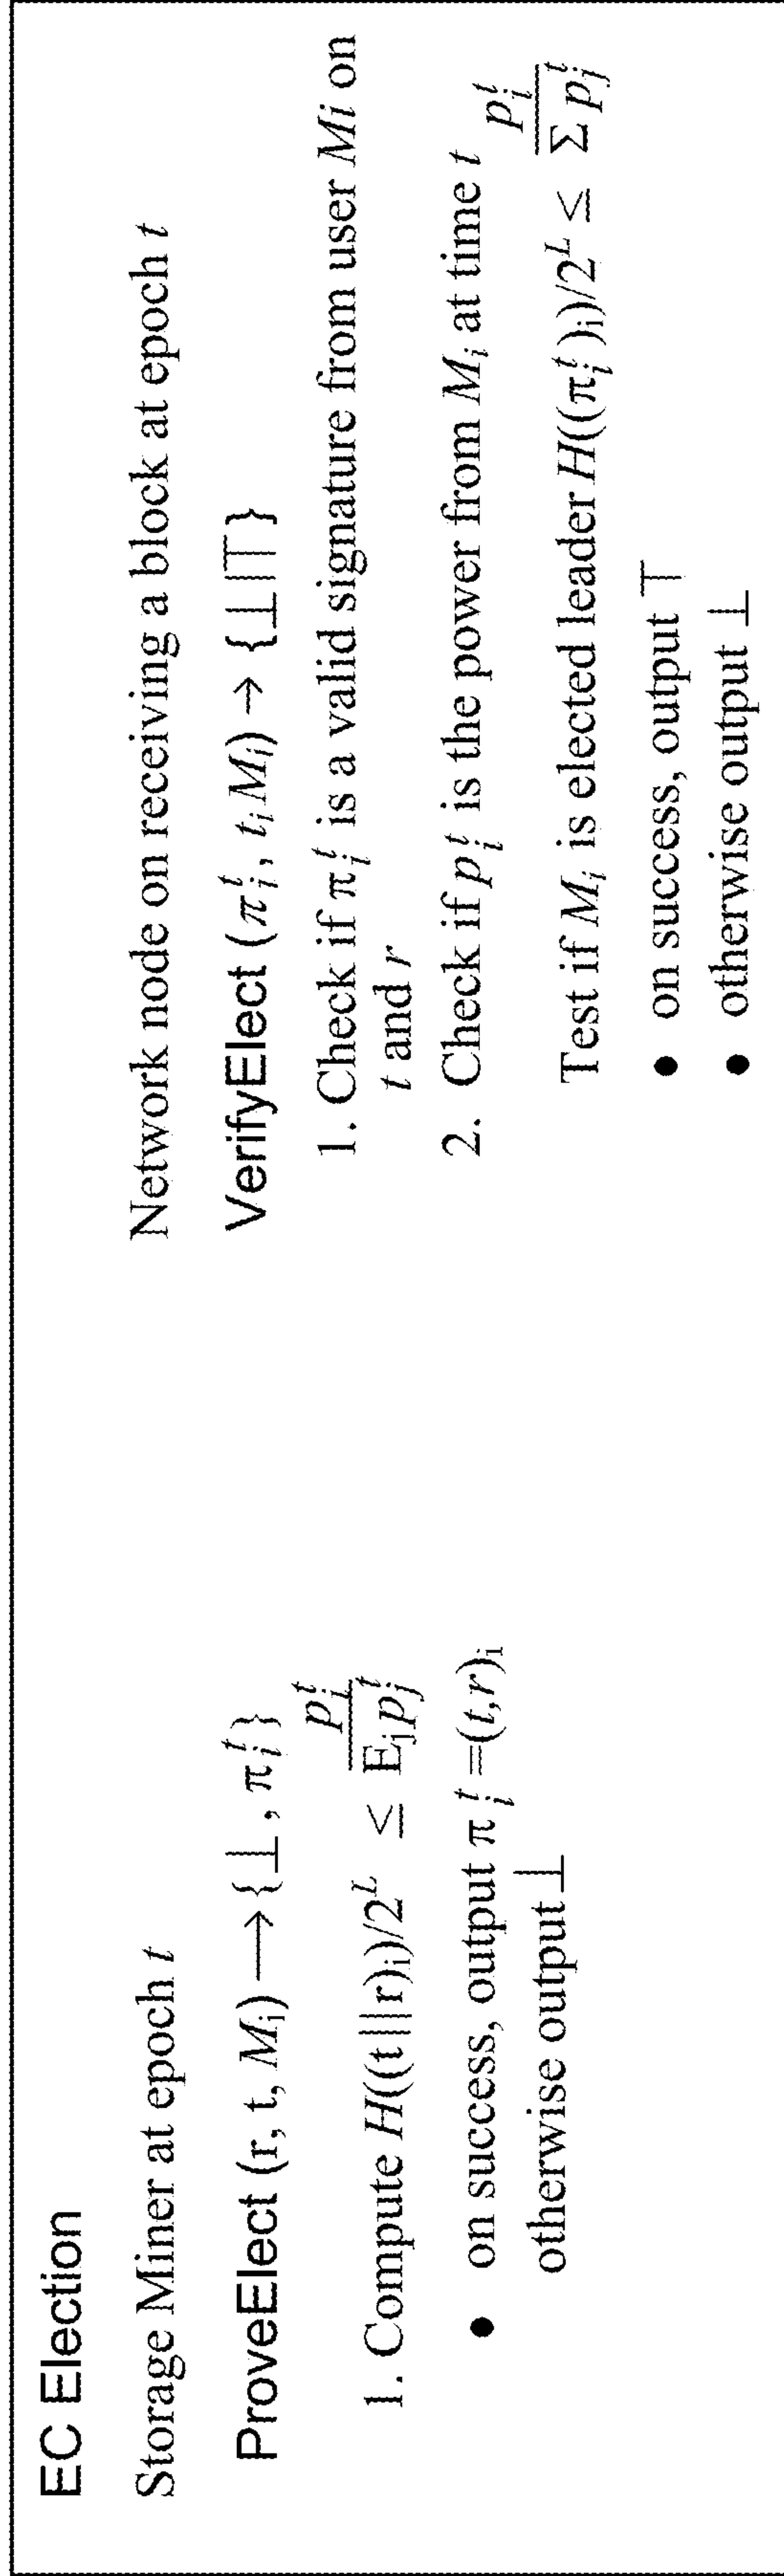 EC Election
Storage Miner at epoch t
ProveElect (r, t, Mᵢ) ⟶{⊥, πᵢᵗ}
1. Compute H((t||r)ᵢ)/2ᴸ ≤ pᵢᵗ / Eⱼpⱼᵗ
● on success, output πᵢᵗ=(t,r)ᵢ
otherwise output⊥
Network node on receiving a block at epoch t
VerifyElect (πᵢᵗ, tᵢMᵢ) → {⊥|⊤}
1. Check if πᵢᵗ is a valid signature from user Mi on
t and r
2. Check if pᵢᵗ is the power from Mᵢ at time t
Test if Mᵢ is elected leader H((πᵢᵗ)ᵢ)/2ᴸ ≤ pᵢᵗ / Σ pⱼᵗ
● on success, output ⊤
● otherwise output ⊥